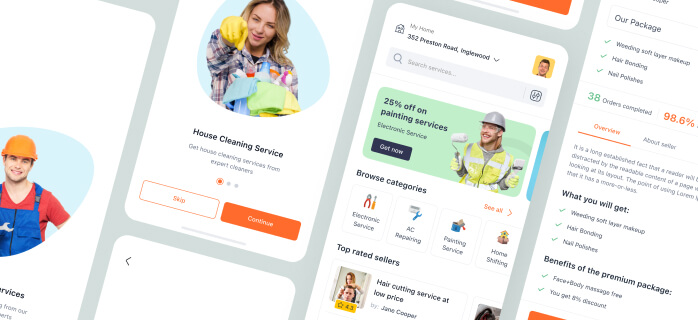 rvices
ng from our
perts
House Cleaning Service
Get house cleaning services from
expert cleaners
Skip
Continue
My Home
352 Preston Road, Inglewood
Search services...
25% off on
painting services
Electronic Service
Get now
Browse categories
See all
Electronic
Service
AC
Repairing
Painting
Service
Home
Shifting
Top rated sellers
4.3
Hair cutting service at
low price
by: Jane Cooper
Cooper
Our Package
Weeding soft layer makeup
Hair Bonding
Nail Polishes
38 Orders completed
98.6%
Overview
About seller
It is a long established fact that a reader will
distracted by the readable content of a page
looking at its layout. The point of using Lorem
that it has a more-or-less.
What you will get:
Weeding soft layer makeup
Hair Bonding
Nail Polishes
Benefits of the premium package:
Face+Body massage free
You get 8% discount